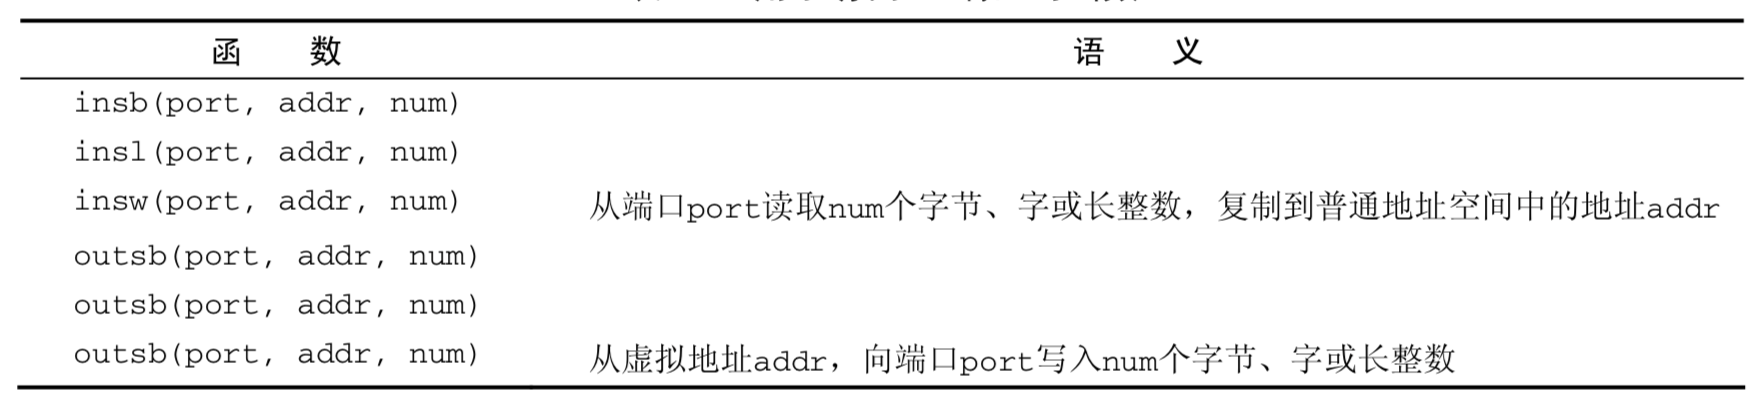 函 数 语 义
insb(port, addr, num)
insl(port, addr, num)
insw(port, addr, num) 从端口port读取num个字节、字或长整数，复制到普通地址空间中的地址addr
outsb(port, addr, num)
outsb(port, addr, num)
outsb(port, addr, num) 从虚拟地址addr，向端口port写入num个字节、字或长整数